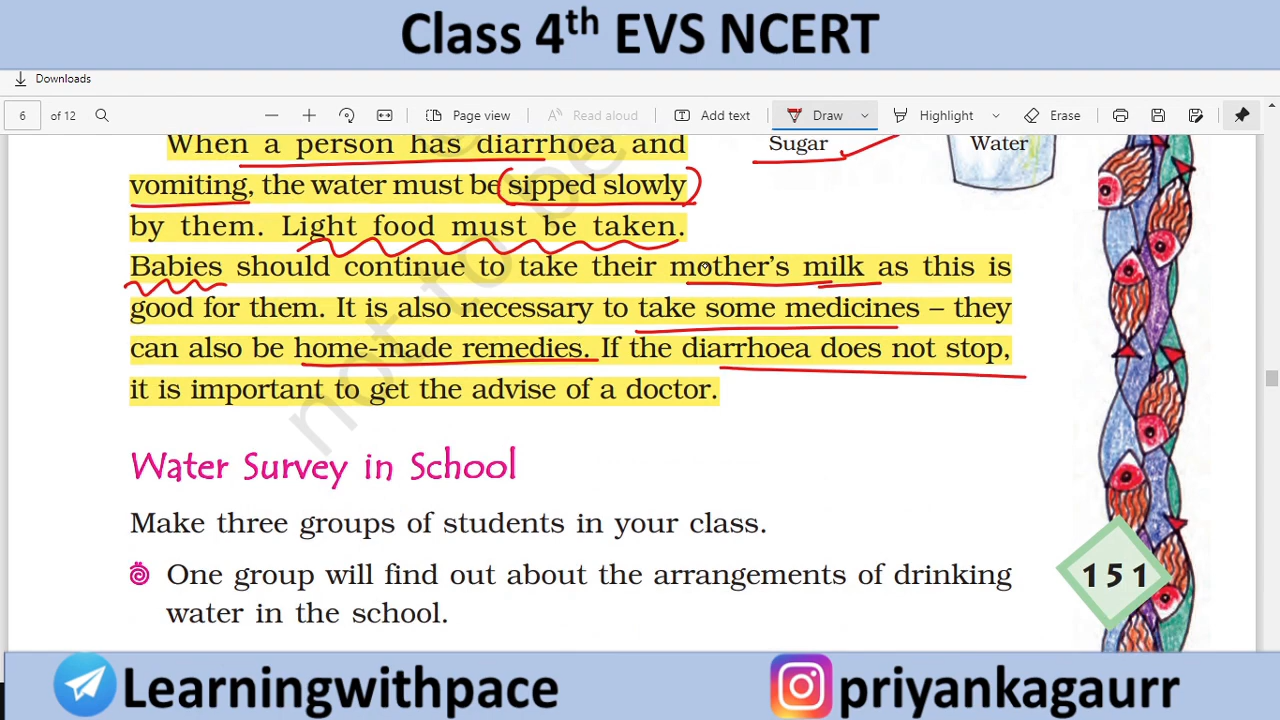 Class 4th EVS NCERT
Downloads
6 of 12 Page view Read aloud Add text Draw Highlight Erase
When a person has diarrhoea and
vomiting, the water must be sipped slowly
by them. Light food must be taken.
Sugar
Water
Babies should continue to take their mother's milk as this is
good for them. It is also necessary to take some medicines – they
can also be home-made remedies. If the diarrhoea does not stop,
it is important to get the advise of a doctor.
Water Survey in School
Make three groups of students in your class.
One group will find out about the arrangements of drinking
water in the school.
151
not to be
Learningwithpace
priyankagaurr